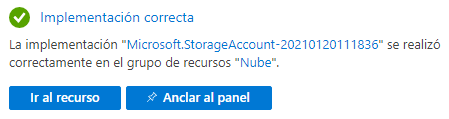 Implementación correcta
La implementación "Microsoft.StorageAccount-20210120111836" se realizó
correctamente en el grupo de recursos "Nube".
Ir al recurso
Anclar al panel